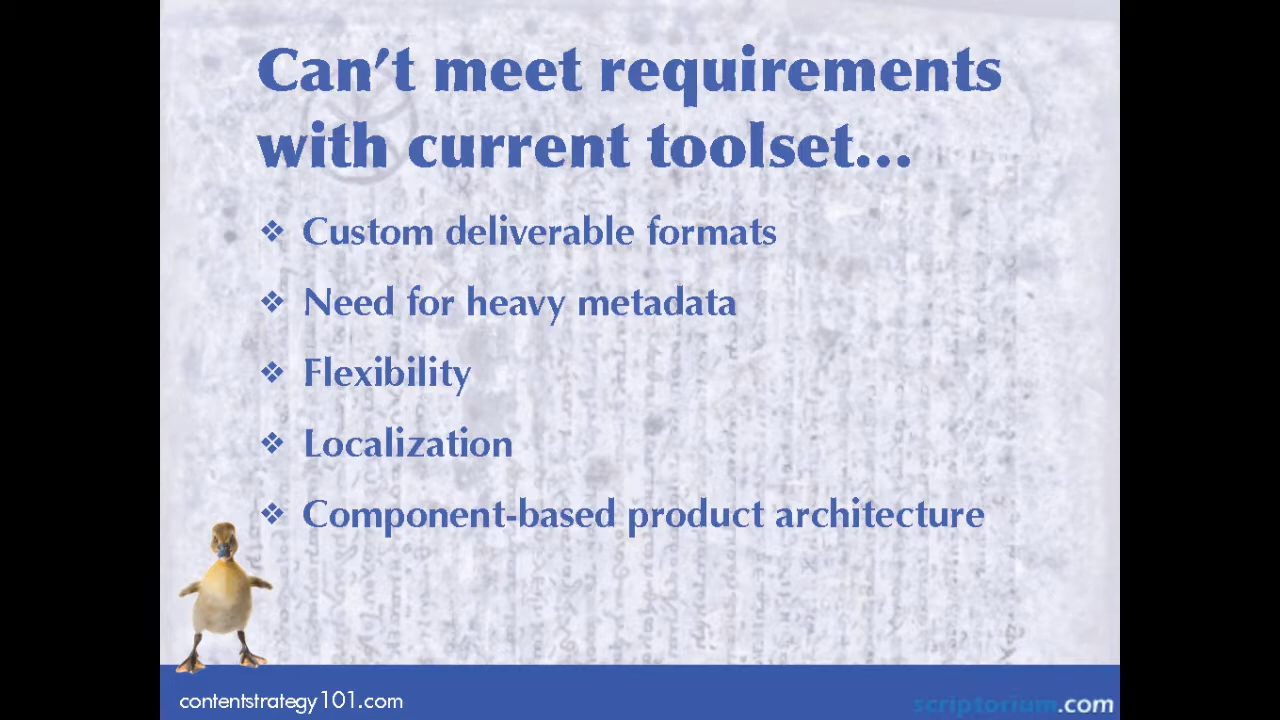 Can't meet requirements
with current toolset...
❖ Custom deliverable formats
❖ Need for heavy metadata
❖ Flexibility
❖ Localization
❖ Component-based product architecture
contentstrategy101.com
scriptorium.com